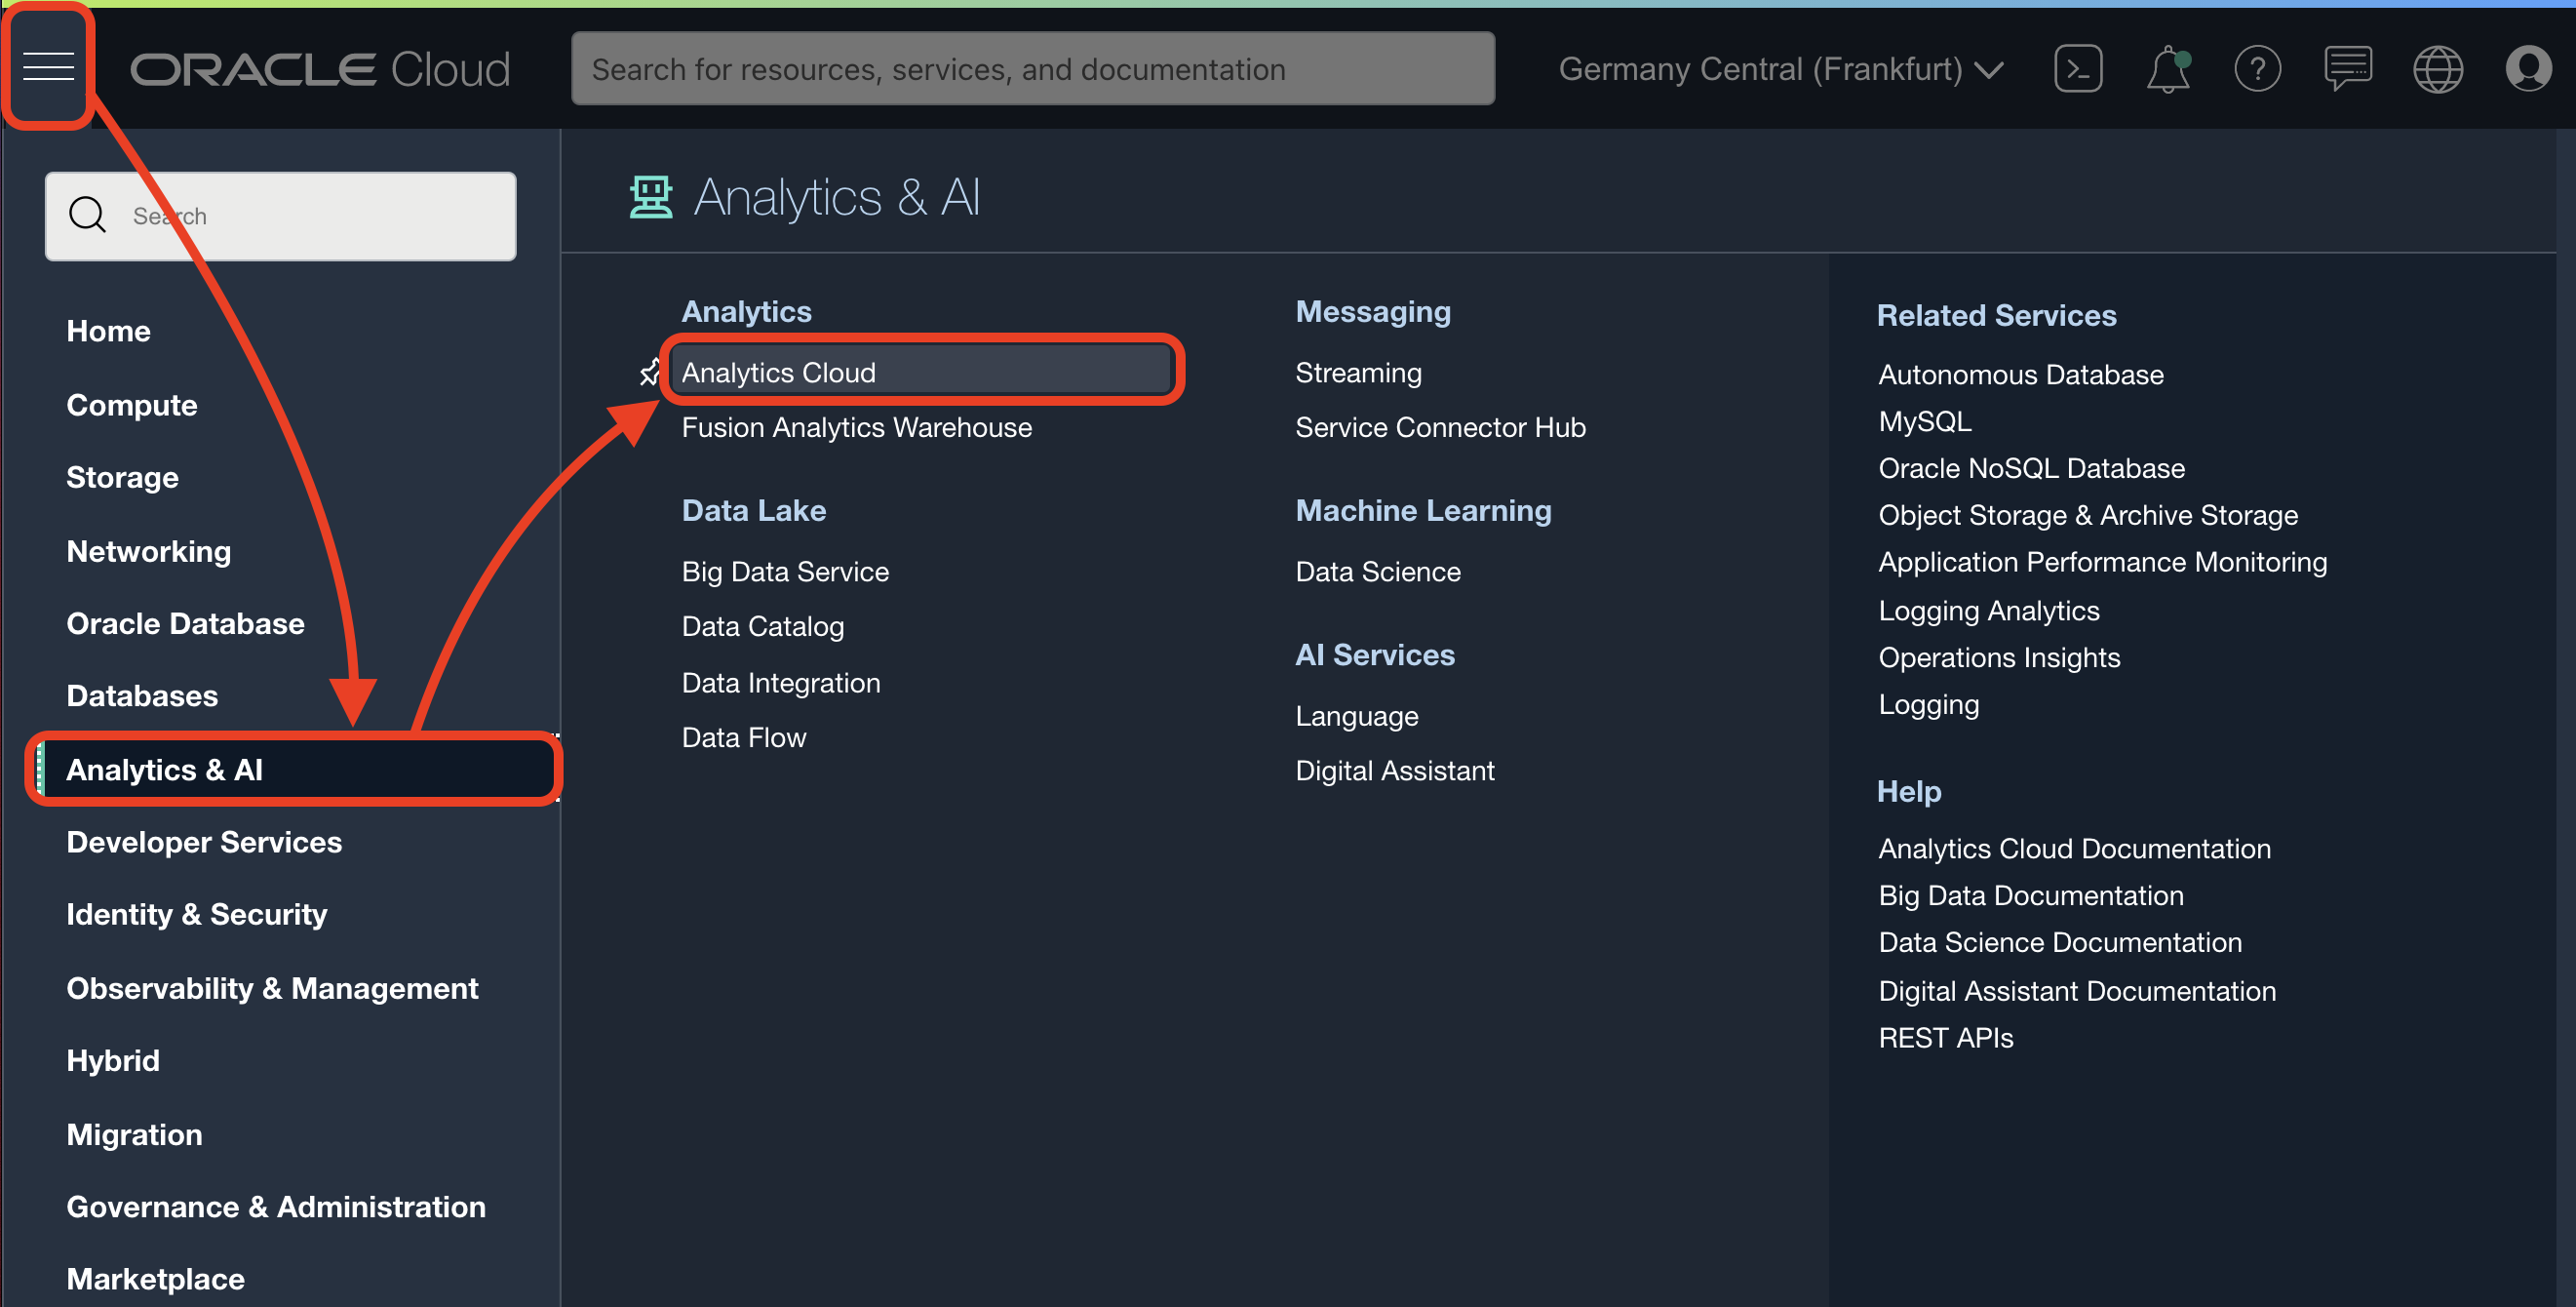 ORACLE Cloud
Search for resources, services, and documentation
Germany Central (Frankfurt)
Search
Home
Compute
Storage
Networking
Oracle Database
Databases
Analytics & AI
Developer Services
Identity & Security
Observability & Management
Hybrid
Migration
Governance & Administration
Marketplace
Analytics & AI
Analytics
Analytics Cloud
Fusion Analytics Warehouse
Data Lake
Big Data Service
Data Catalog
Data Integration
Data Flow
Messaging
Streaming
Service Connector Hub
Machine Learning
Data Science
AI Services
Language
Digital Assistant
Related Services
Autonomous Database
MySQL
Oracle NoSQL Database
Object Storage & Archive Storage
Application Performance Monitoring
Logging Analytics
Operations Insights
Logging
Help
Analytics Cloud Documentation
Big Data Documentation
Data Science Documentation
Digital Assistant Documentation
REST APIs